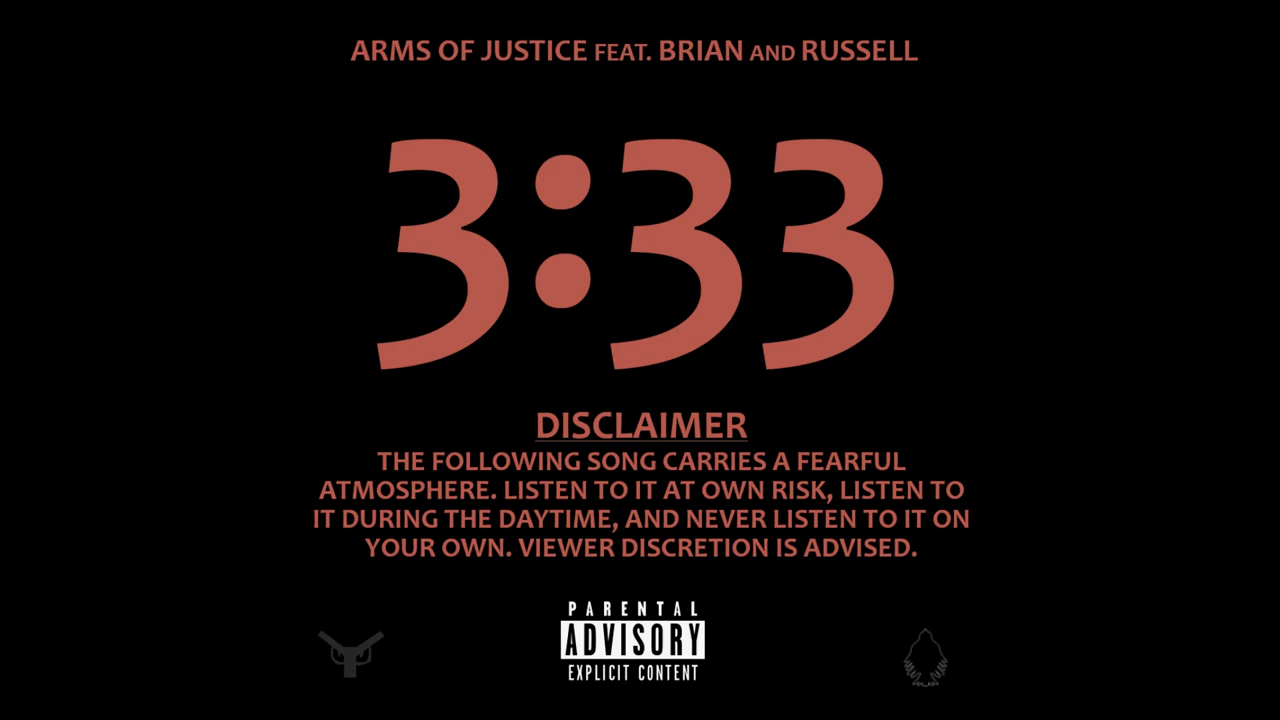 ARMS OF JUSTICE FEAT. BRIAN AND RUSSELL
3:33
DISCLAIMER
THE FOLLOWING SONG CARRIES A FEARFUL
ATMOSPHERE. LISTEN TO IT AT OWN RISK, LISTEN TO
IT DURING THE DAYTIME, AND NEVER LISTEN TO IT ON
YOUR OWN. VIEWER DISCRETION IS ADVISED.
PARENTAL
ADVISORY
EXPLICIT CONTENT